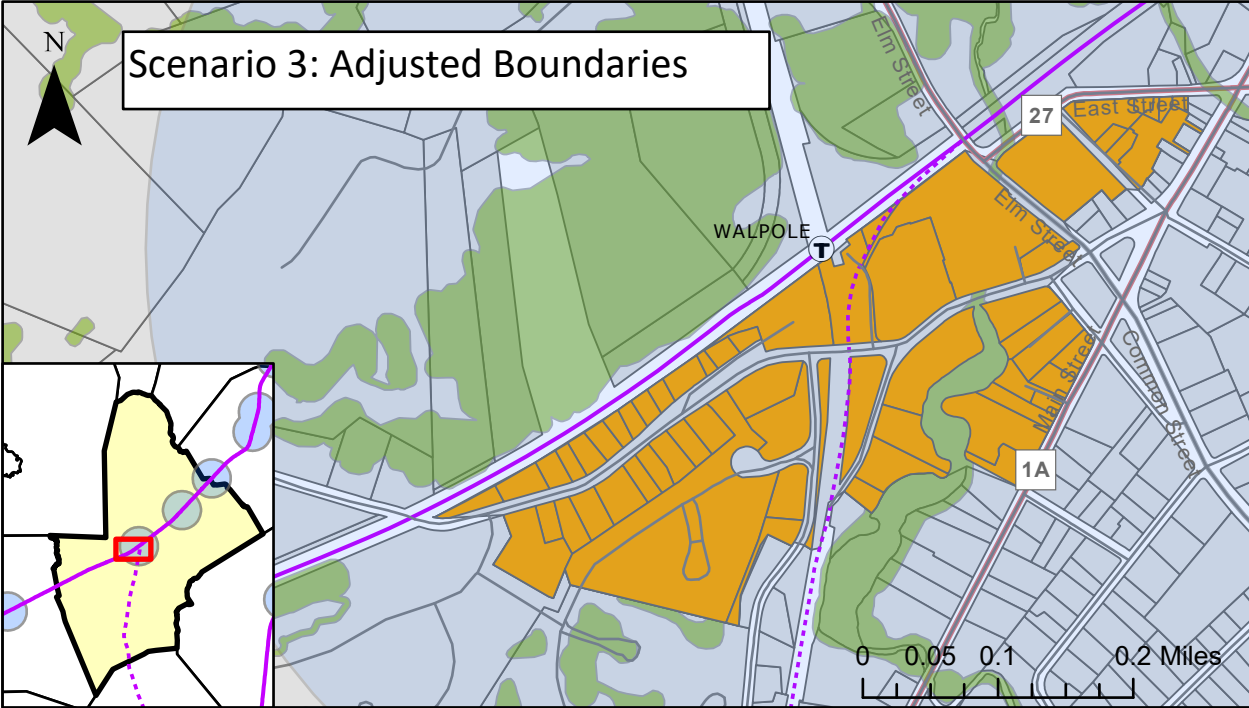 N
Scenario 3: Adjusted Boundaries
Elm Street
27
East Street
Elm Street
WALPOLE
T
Main Street
Common Street
1A
0 0.05 0.1 0.2 Miles